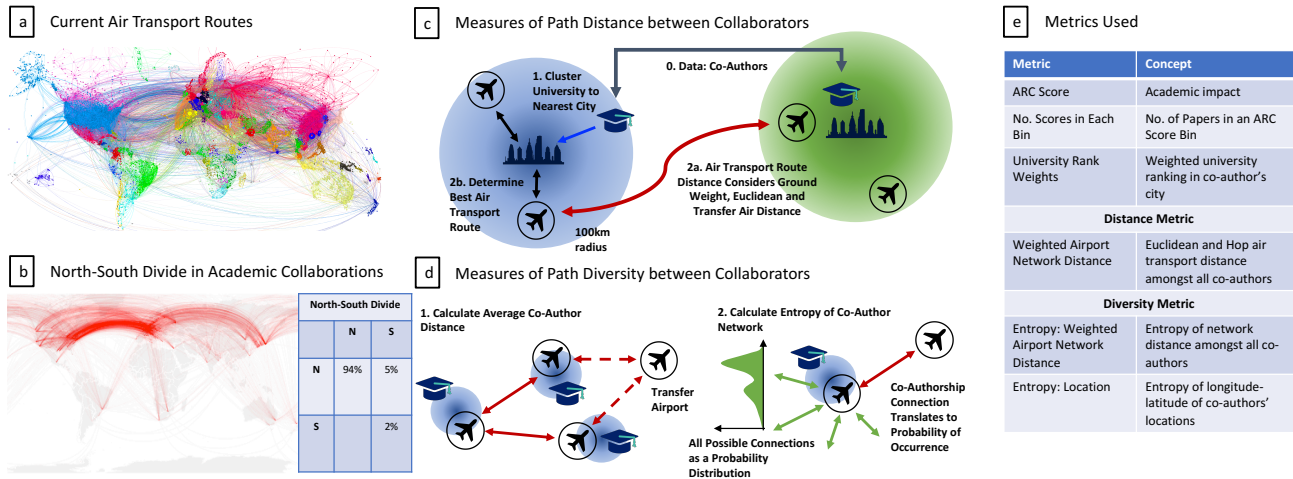 a
Current Air Transport Routes
b
North-South Divide in Academic Collaborations
North-South Divide
N
S
N
94%
5%
S
2%
c
Measures of Path Distance between Collaborators
0. Data: Co-Authors
1. Cluster
University to
Nearest City
2b. Determine
Best Air
Transport
Route
100km
radius
2a. Air Transport Route
Distance Considers Ground
Weight, Euclidean and
Transfer Air Distance
d
Measures of Path Diversity between Collaborators
1. Calculate Average Co-Author
Distance
Transfer
Airport
2. Calculate Entropy of Co-Author
Network
Co-Authorship
Connection
Translates to
Probability of
Occurrence
All Possible Connections
as a Probability
Distribution
e
Metrics Used
Metric
Concept
ARC Score
Academic impact
No. Scores in Each
Bin
No. of Papers in an ARC
Score Bin
University Rank
Weights
Weighted university
ranking in co-author's
city
Distance Metric
Weighted Airport
Network Distance
Euclidean and Hop air
transport distance
amongst all co-authors
Diversity Metric
Entropy: Weighted
Airport Network
Distance
Entropy of network
distance amongst all co-
authors
Entropy: Location
Entropy of longitude-
latitude of co-authors'
locations